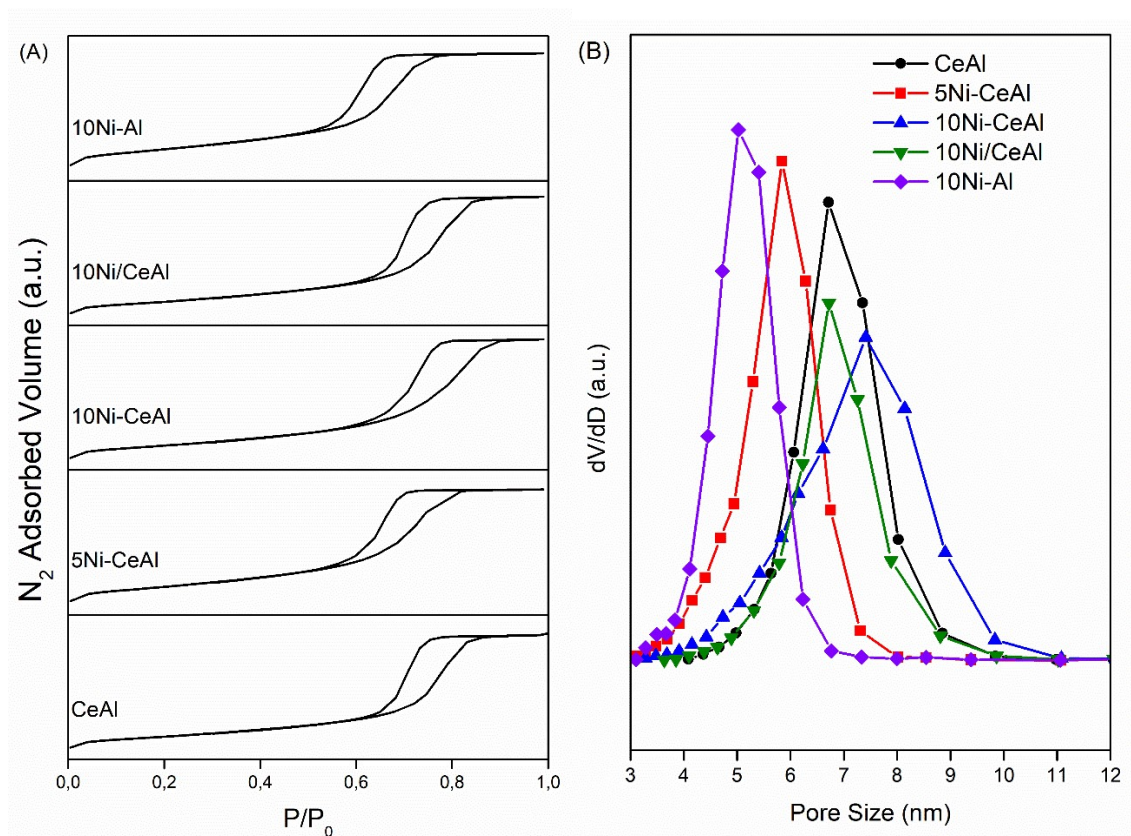 (A)
10Ni-Al
10Ni/CeAl
10Ni-CeAl
5Ni-CeAl
CeAl
N2 Adsorbed Volume (a.u.)
0,0 0,2 0,4 0,6 0,8 1,0
P/P0
(B)
CeAl
5Ni-CeAl
10Ni-CeAl
10Ni/CeAl
10Ni-Al
dV/dD (a.u.)
3 4 5 6 7 8 9 10 11 12
Pore Size (nm)